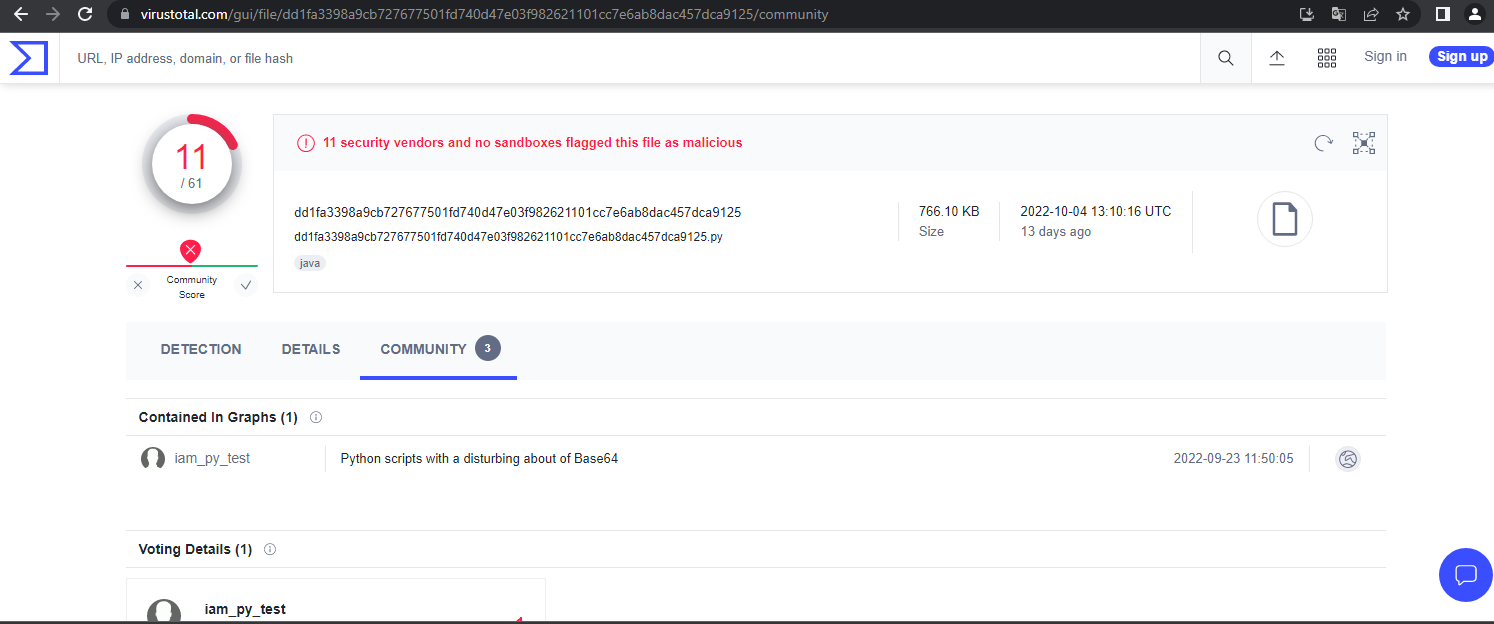 virustotal.com/gui/file/dd1fa3398a9cb727677501fd740d47e03f982621101cc7e6ab8dac457dca9125/community
URL, IP address, domain, or file hash
Sign in
Sign up
11
/ 61
11 security vendors and no sandboxes flagged this file as malicious
dd1fa3398a9cb727677501fd740d47e03f982621101cc7e6ab8dac457dca9125
766.10 KB
2022-10-04 13:10:16 UTC
dd1fa3398a9cb727677501fd740d47e03f982621101cc7e6ab8dac457dca9125.py
Size
13 days ago
java
Community
Score
DETECTION
DETAILS
COMMUNITY
3
Contained In Graphs (1)
iam_py_test
Python scripts with a disturbing about of Base64
2022-09-23 11:50:05
Voting Details (1)
iam_py_test